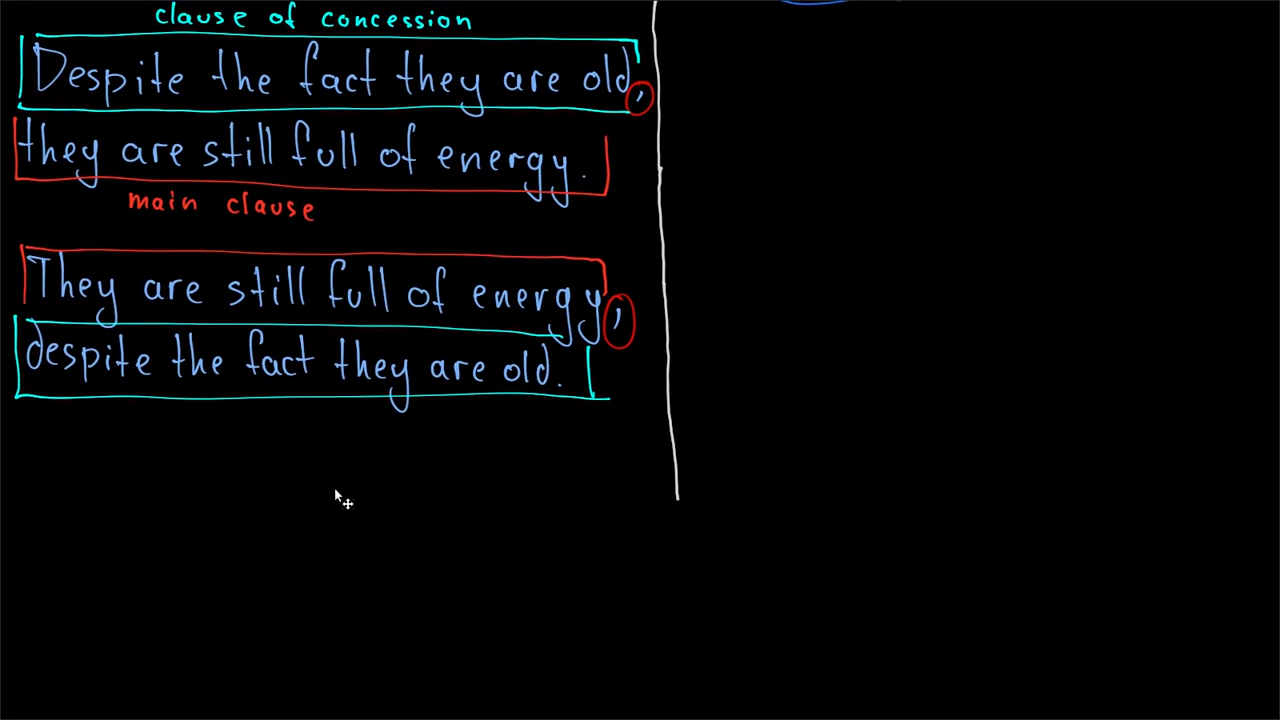 clause of concession
Despite the fact they are old,
they are still full of energy.
main clause
They are still full of energy,
despite the fact they are old.